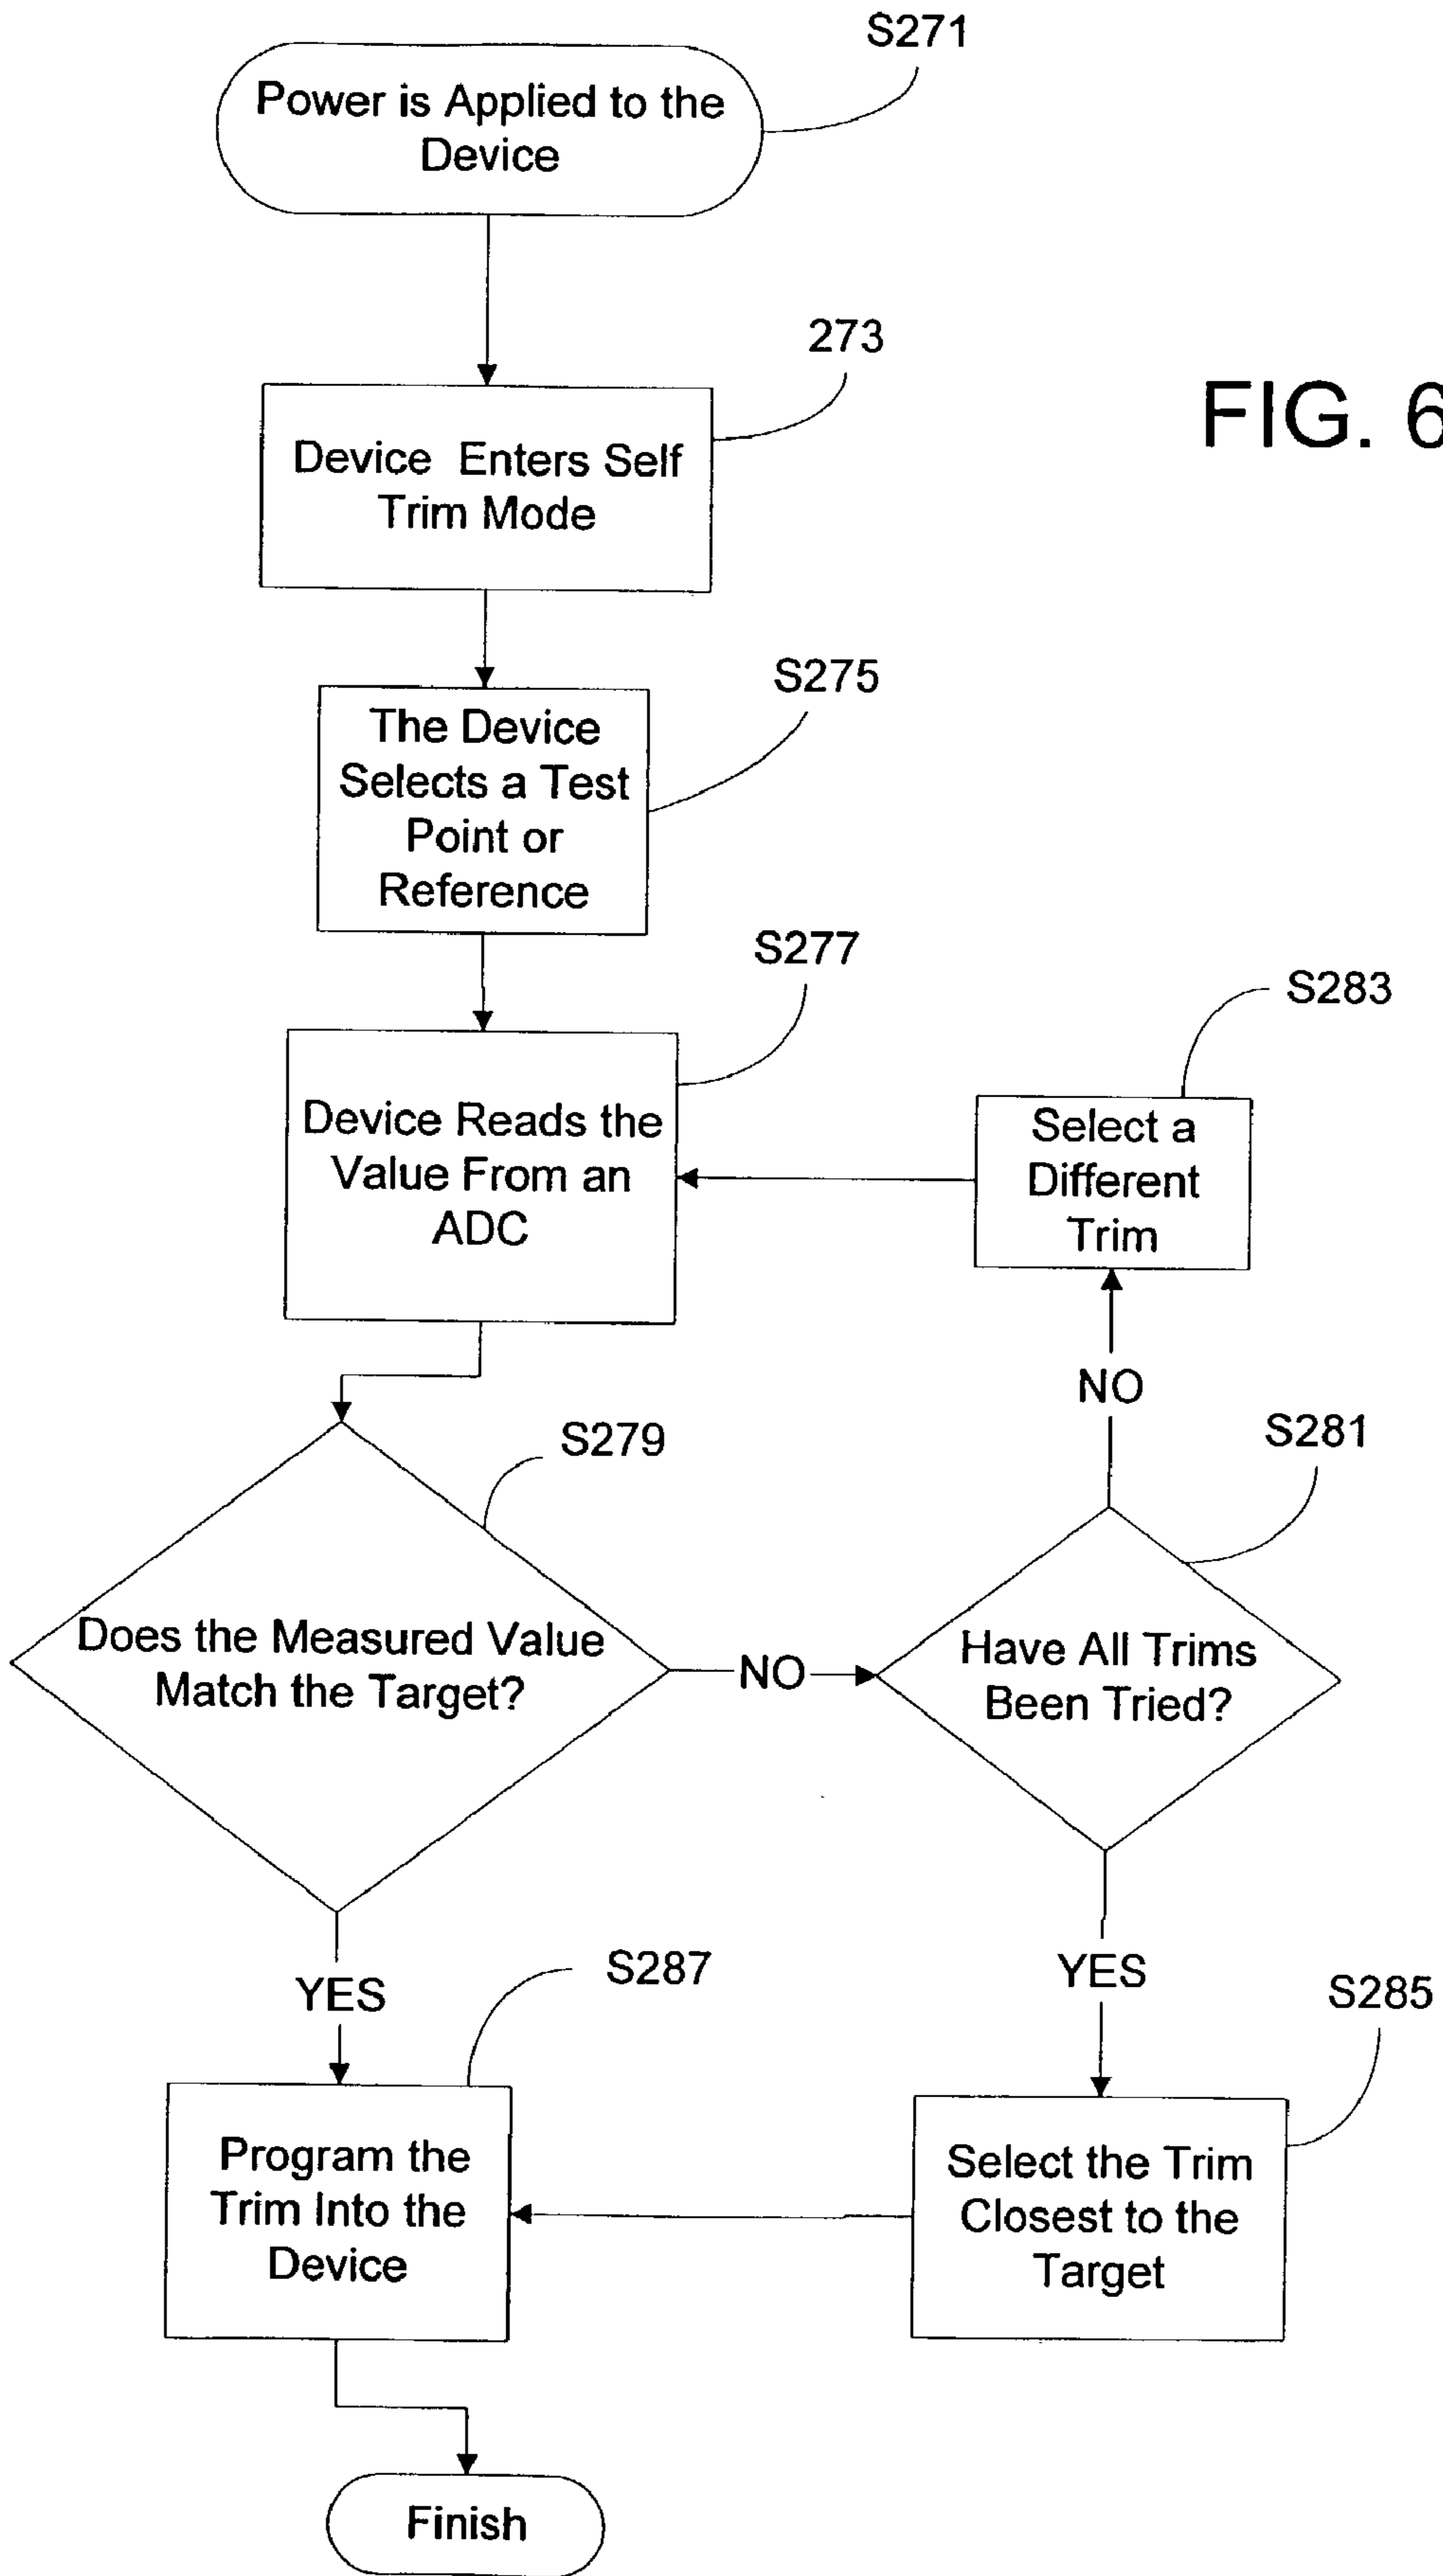 S271
Power is Applied to the
Device
273
FIG. 6
Device Enters Self
Trim Mode
S275
The Device
Selects a Test
Point or
Reference
S277
Device Reads the
Value From an
ADC
S283
Select a
Different
Trim
NO
S279
Does the Measured Value
Match the Target?
NO
S281
Have All Trims
Been Tried?
YES
S287
Program the
Trim Into the
Device
YES
S285
Select the Trim
Closest to the
Target
Finish